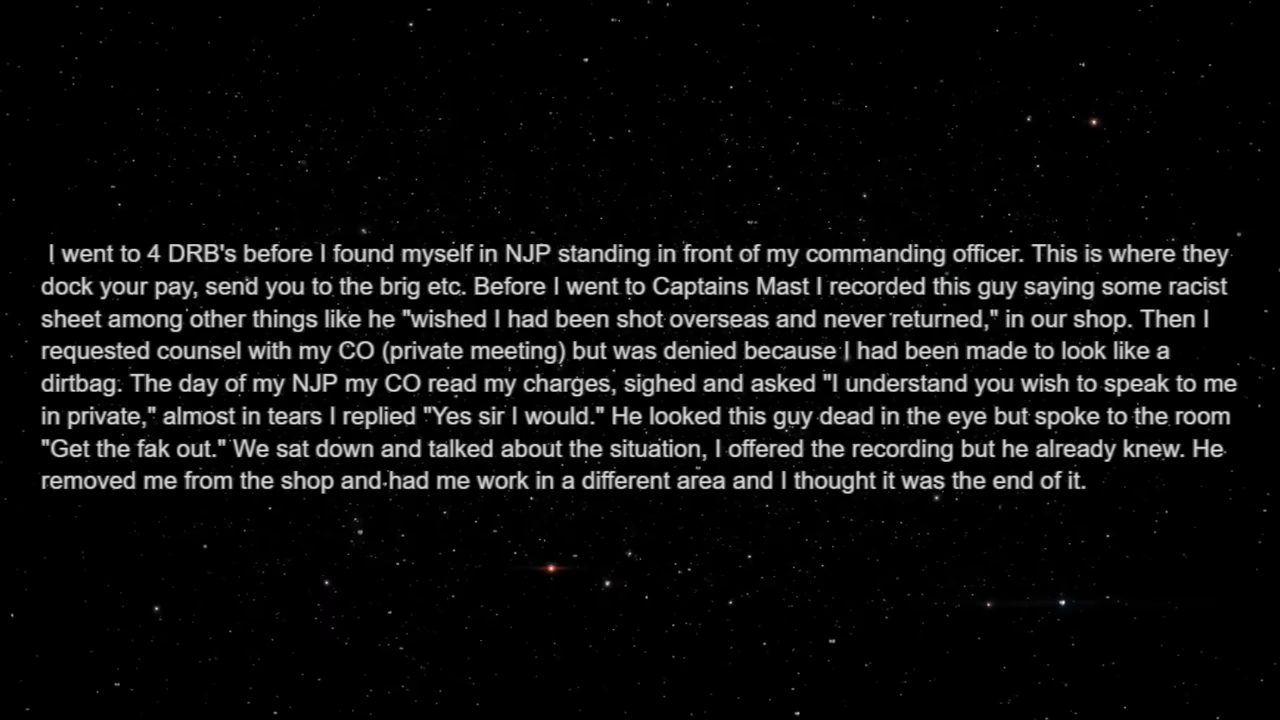 I went to 4 DRB's before I found myself in NJP standing in front of my commanding officer. This is where they
dock your pay, send you to the brig etc. Before I went to Captains Mast I recorded this guy saying some racist
sheet among other things like he "wished I had been shot overseas and never returned," in our shop. Then I
requested counsel with my CO (private meeting) but was denied because I had been made to look like a
dirtbag. The day of my NJP my CO read my charges, sighed and asked "I understand you wish to speak to me
in private," almost in tears I replied "Yes sir I would." He looked this guy dead in the eye but spoke to the room
"Get the fak out." We sat down and talked about the situation, I offered the recording but he already knew. He
removed me from the shop and had me work in a different area and I thought it was the end of it.